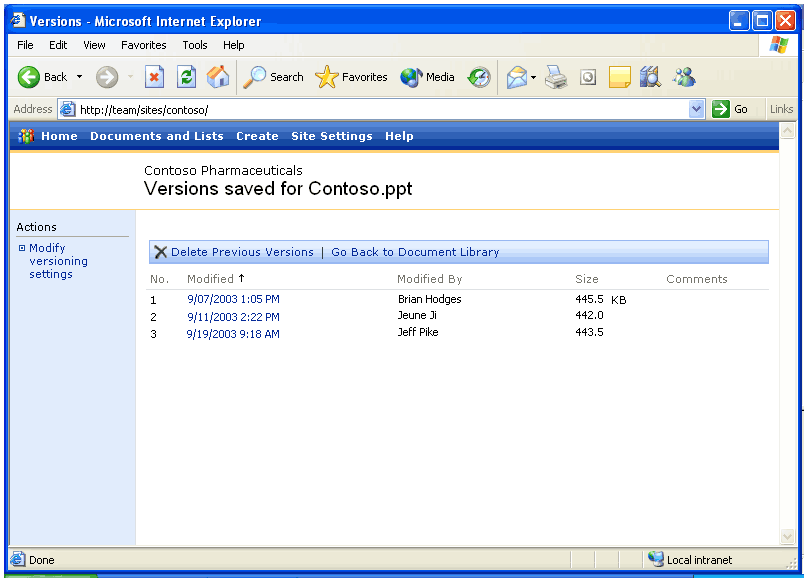 Versions - Microsoft Internet Explorer
File Edit View Favorites Tools Help
Back Search Favorites Media
Address http://team/sites/contoso/ Go Links
Home Documents and Lists Create Site Settings Help
Contoso Pharmaceuticals
Versions saved for Contoso.ppt
Actions
Modify
versioning
settings
Delete Previous Versions | Go Back to Document Library
No. Modified Modified By Size Comments
1 9/07/2003 1:05 PM Brian Hodges 445.5 KB
2 9/11/2003 2:22 PM Jeune Ji 442.0
3 9/19/2003 9:18 AM Jeff Pike 443.5
Done Local intranet